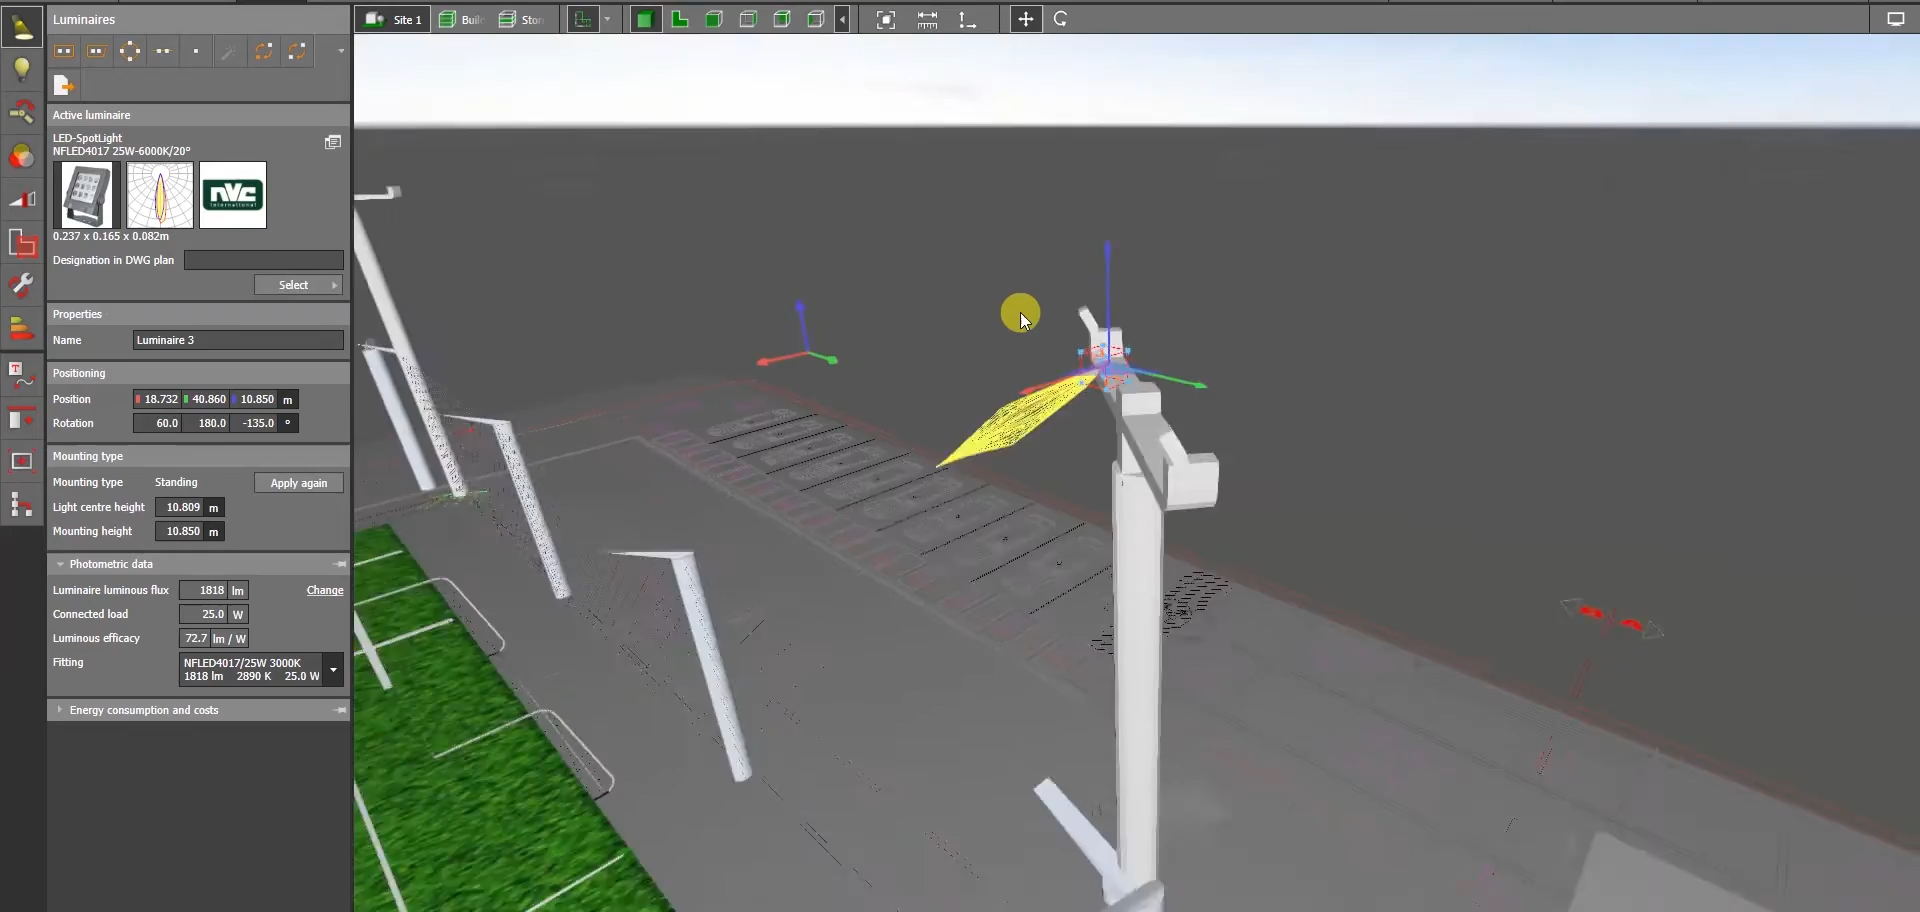 Luminaires
Site 1
Active luminaire
LED-SpotLight
NFLED4017 25W-6000K/20°
nVc
international
0.237 x 0.165 x 0.082m
Designation in DWG plan
Select
Properties
Name Luminaire 3
Positioning
Position 18.732 40.860 10.850 m
Rotation 60.0 180.0 -135.0 °
Mounting type
Mounting type Standing Apply again
Light centre height 10.809 m
Mounting height 10.850 m
Photometric data
Luminaire luminous flux 1818 lm Change
Connected load 25.0 W
Luminous efficacy 72.7 lm / W
Fitting NFLED4017/25W 3000K
1818 lm 2890 K 25.0 W
Energy consumption and costs